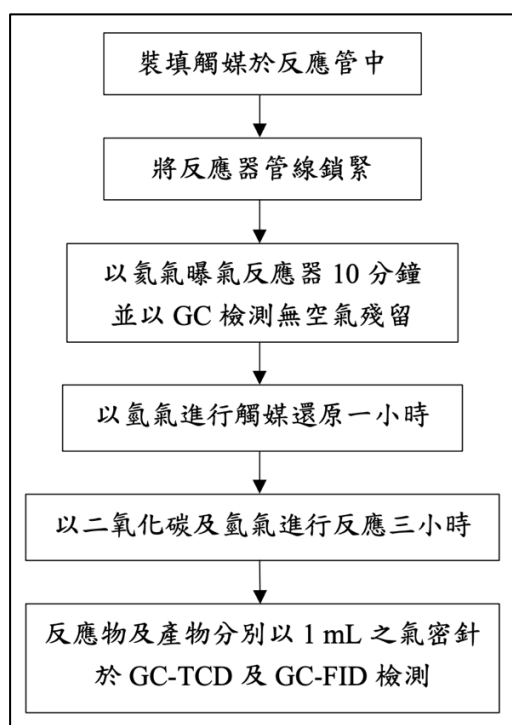 裝填觸媒於反應管中
將反應器管線鎖緊
以氦氣曝氣反應器 10 分鐘
並以 GC 檢測無空氣殘留
以氫氣進行觸媒還原一小時
以二氧化碳及氫氣進行反應三小時
反應物及產物分別以 1 mL 之氣密針
於 GC-TCD 及 GC-FID 檢測